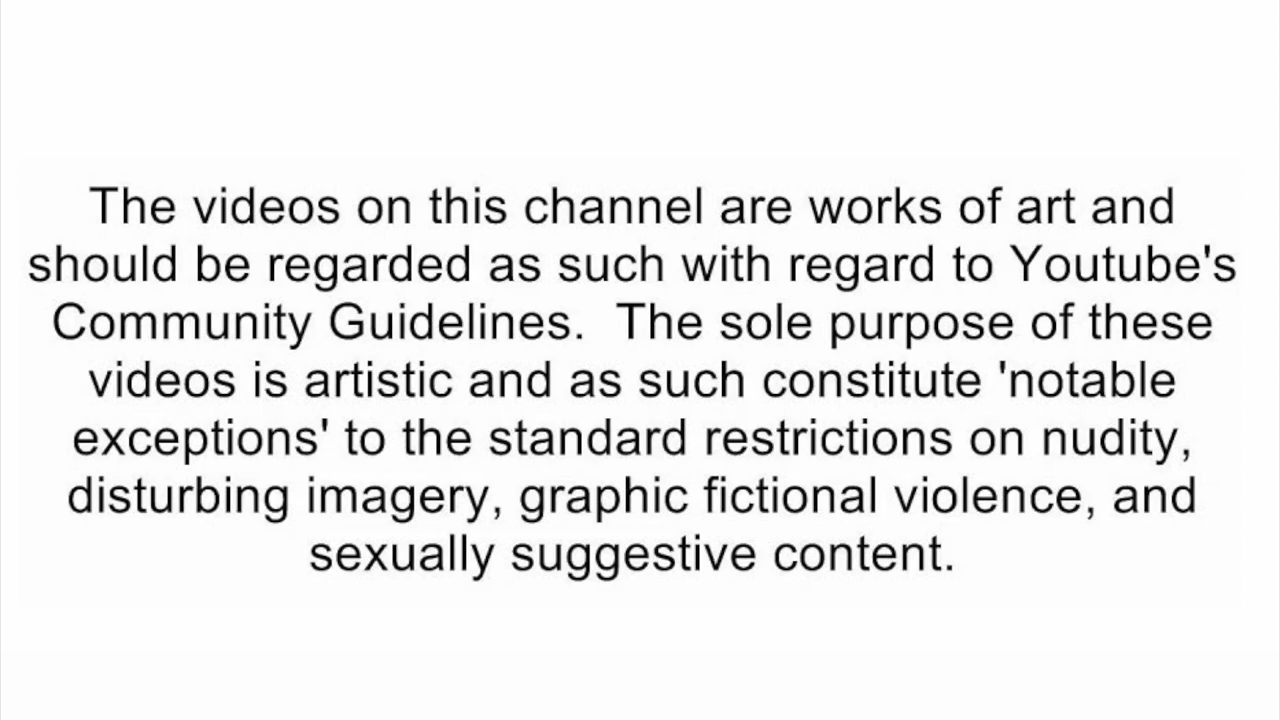 The videos on this channel are works of art and
should be regarded as such with regard to Youtube's
Community Guidelines.  The sole purpose of these
videos is artistic and as such constitute 'notable
exceptions' to the standard restrictions on nudity,
disturbing imagery, graphic fictional violence, and
sexually suggestive content.